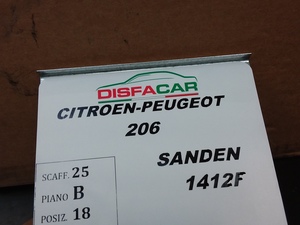 DISFACAR
CITROEN-PEUGEOT
206
SANDEN
1412F
SCAFF. 25
PIANO B
POSIZ. 18